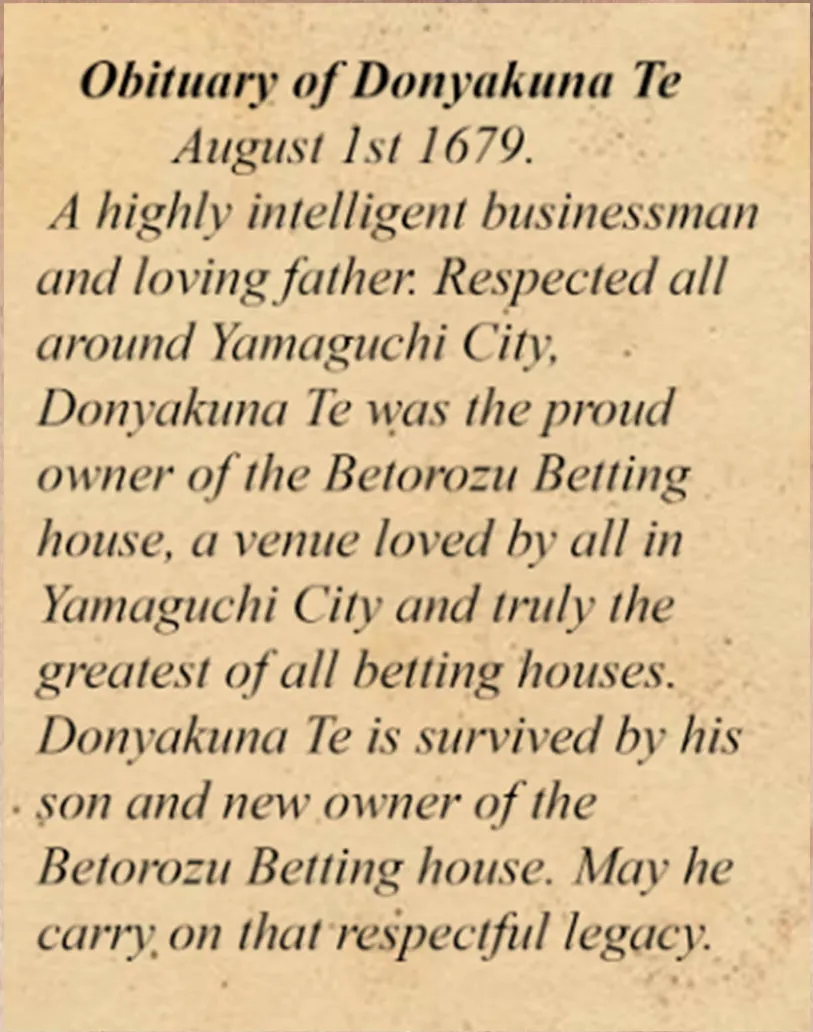 Obituary of Donyakuna Te
August 1st 1679.
A highly intelligent businessman
and loving father. Respected all
around Yamaguchi City,
Donyakuna Te was the proud
owner of the Betorozu Betting
house, a venue loved by all in
Yamaguchi City and truly the
greatest of all betting houses.
Donyakuna Te is survived by his
son and new owner of the
Betorozu Betting house. May he
carry on that respectful legacy.